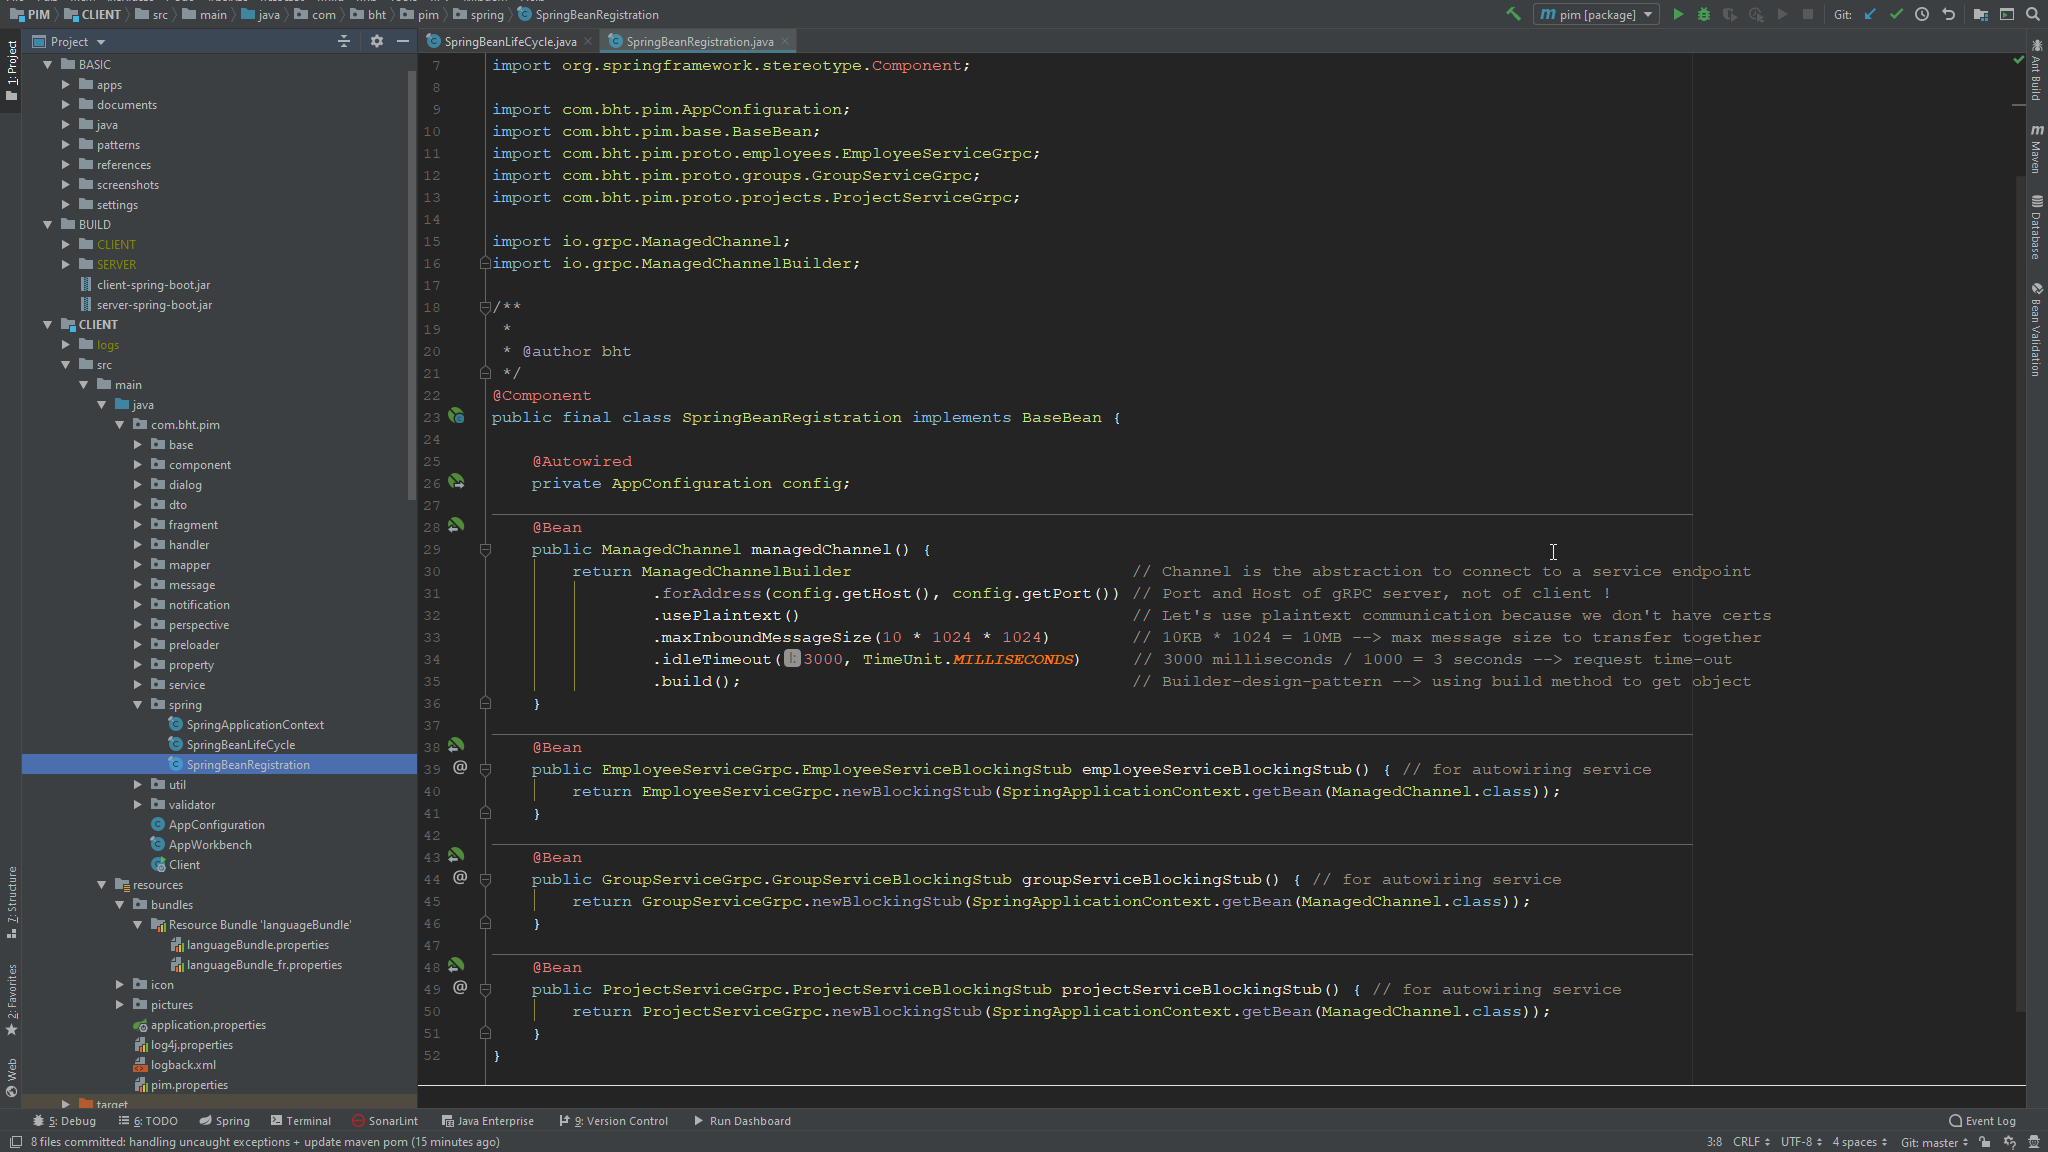 PIM CLIENT src main java com bht pim spring SpringBeanRegistration
pim [package]
Git:
Project
SpringBeanLifeCycle.java
SpringBeanRegistration.java
1: Project
7: Structure
2: Favorites
Web
BASIC
apps
documents
java
patterns
references
screenshots
settings
BUILD
CLIENT
SERVER
client-spring-boot.jar
server-spring-boot.jar
CLIENT
logs
src
main
java
com.bht.pim
base
component
dialog
dto
fragment
handler
mapper
message
notification
perspective
preloader
property
service
spring
SpringApplicationContext
SpringBeanLifeCycle
SpringBeanRegistration
util
validator
AppConfiguration
AppWorkbench
Client
resources
bundles
Resource Bundle 'languageBundle'
languageBundle.properties
languageBundle_fr.properties
icon
pictures
application.properties
log4j.properties
logback.xml
pim.properties
target
7 import org.springframework.stereotype.Component;
8
9 import com.bht.pim.AppConfiguration;
10 import com.bht.pim.base.BaseBean;
11 import com.bht.pim.proto.employees.EmployeeServiceGrpc;
12 import com.bht.pim.proto.groups.GroupServiceGrpc;
13 import com.bht.pim.proto.projects.ProjectServiceGrpc;
14
15 import io.grpc.ManagedChannel;
16 import io.grpc.ManagedChannelBuilder;
17
18 /**
19 *
20 * @author bht
21 */
22 @Component
23 public final class SpringBeanRegistration implements BaseBean {
24
25 @Autowired
26 private AppConfiguration config;
27
28 @Bean
29 public ManagedChannel managedChannel() {
30 return ManagedChannelBuilder // Channel is the abstraction to connect to a service endpoint
31 .forAddress(config.getHost(), config.getPort()) // Port and Host of gRPC server, not of client !
32 .usePlaintext() // Let's use plaintext communication because we don't have certs
33 .maxInboundMessageSize(10 * 1024 * 1024) // 10KB * 1024 = 10MB --> max message size to transfer together
34 .idleTimeout( l: 3000, TimeUnit.MILLISECONDS) // 3000 milliseconds / 1000 = 3 seconds --> request time-out
35 .build(); // Builder-design-pattern --> using build method to get object
36 }
37
38 @Bean
39 @ public EmployeeServiceGrpc.EmployeeServiceBlockingStub employeeServiceBlockingStub() { // for autowiring service
40 return EmployeeServiceGrpc.newBlockingStub(SpringApplicationContext.getBean(ManagedChannel.class));
41 }
42
43 @Bean
44 @ public GroupServiceGrpc.GroupServiceBlockingStub groupServiceBlockingStub() { // for autowiring service
45 return GroupServiceGrpc.newBlockingStub(SpringApplicationContext.getBean(ManagedChannel.class));
46 }
47
48 @Bean
49 @ public ProjectServiceGrpc.ProjectServiceBlockingStub projectServiceBlockingStub() { // for autowiring service
50 return ProjectServiceGrpc.newBlockingStub(SpringApplicationContext.getBean(ManagedChannel.class));
51 }
52 }
Ant Build
Maven
Database
Bean Validation
5: Debug 6: TODO Spring Terminal SonarLint Java Enterprise 9: Version Control Run Dashboard Event Log
8 files committed: handling uncaught exceptions + update maven pom (15 minutes ago) 3:8 CRLF UTF-8 4 spaces Git: master